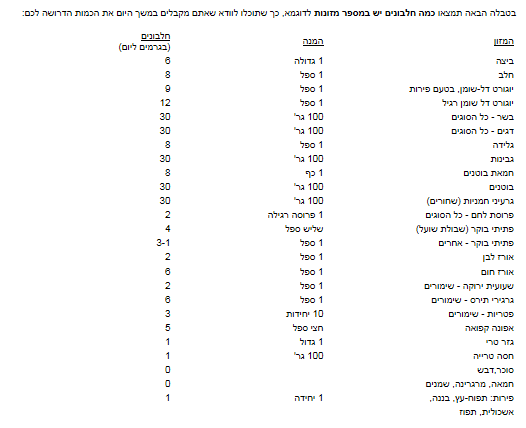 בטבלה הבאה תמצאו כמה חלבונים יש במספר מזונות לדוגמא, כך שתוכלו לוודא שאתם מקבלים במשך היום את הכמות הדרושה לכם:
המזון המנה חלבונים (בגרמים ליום)
ביצה 1 גדולה 6
חלב 1 ספל 8
יוגורט דל-שומן, בטעם פירות 1 ספל 9
יוגורט דל שומן רגיל 1 ספל 12
בשר - כל הסוגים 100 גר' 30
דגים - כל הסוגים 100 גר' 30
גלידה 1 ספל 8
גבינות 100 גר' 30
חמאת בוטנים 1 כף 8
בוטנים 100 גר' 30
גרעיני חמניות (שחורים) 100 גר' 30
פרוסת לחם - כל הסוגים 1 פרוסה רגילה 2
פתיתי בוקר (שבולת שועל) שליש ספל 4
פתיתי בוקר - אחרים 1 ספל 3-1
אורז לבן 1 ספל 2
אורז חום 1 ספל 6
שעועית ירוקה - שימורים 1 ספל 2
גרגירי תירס - שימורים 1 ספל 6
פטריות - שימורים 10 יחידות 3
אפונה קפואה חצי ספל 5
גזר טרי 1 גדול 1
חסה טרייה 100 גר' 1
סוכר,דבש 0
חמאה, מרגרינה, שמנים 0
פירות: תפוח-עץ, בננה, 1 יחידה 1
אשכולית, תפוז